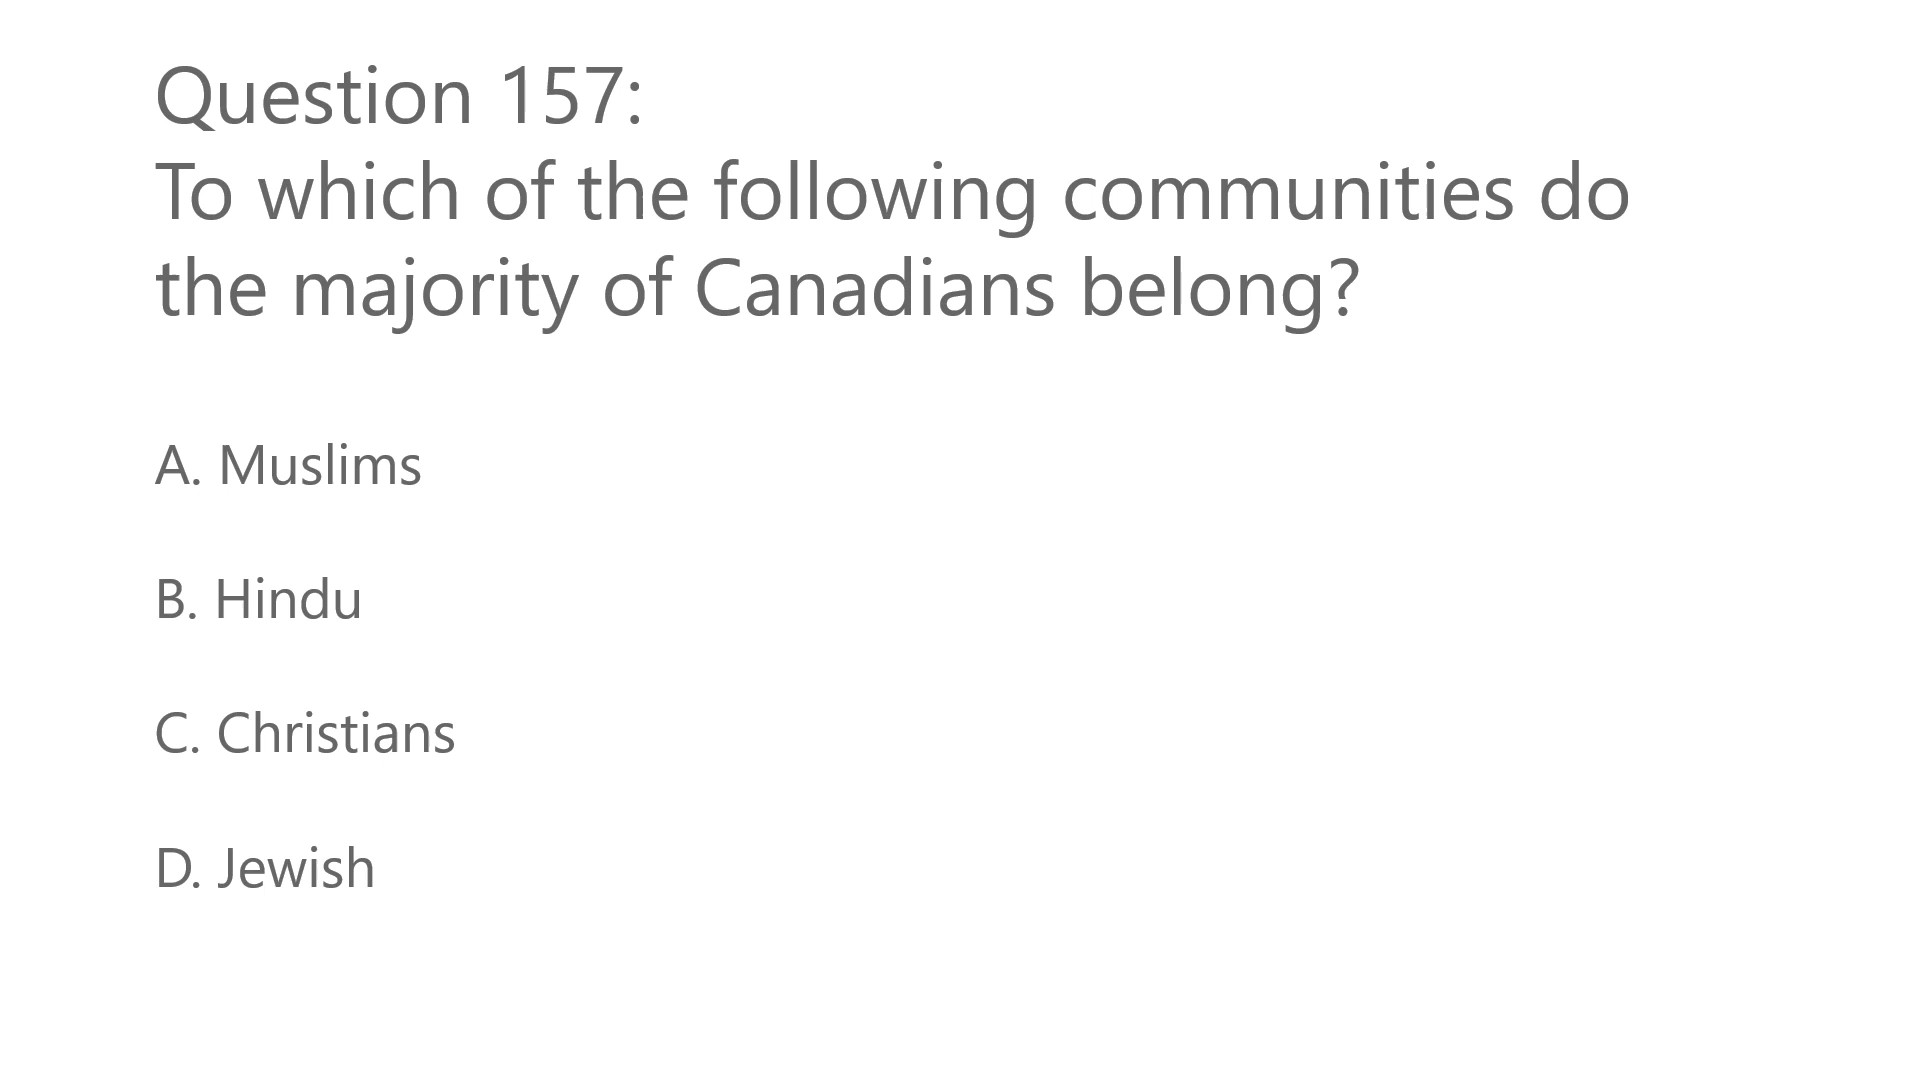 Question 157:
To which of the following communities do
the majority of Canadians belong?
A. Muslims
B. Hindu
C. Christians
D. Jewish